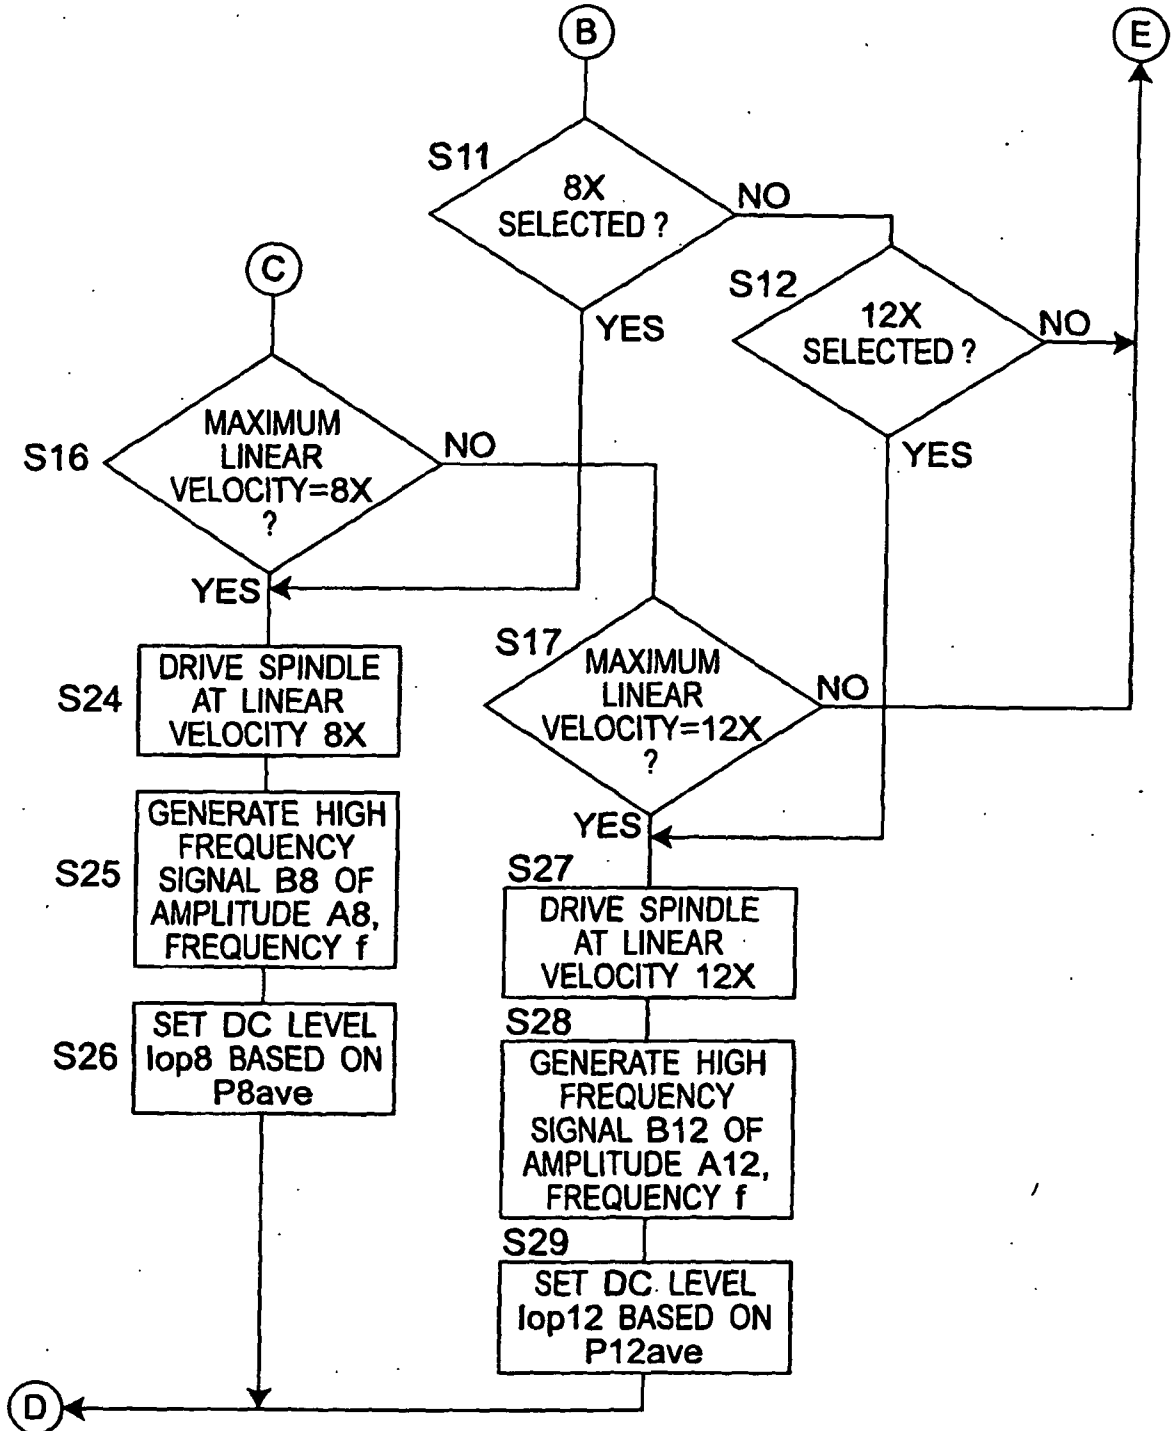 B
E
S11
8X
SELECTED ?
NO
C
S12
12X
SELECTED ?
NO
YES
S16
MAXIMUM
LINEAR
VELOCITY=8X
?
NO
YES
YES
S17
MAXIMUM
LINEAR
VELOCITY=12X
?
NO
YES
S24
DRIVE SPINDLE
AT LINEAR
VELOCITY 8X
S25
GENERATE HIGH
FREQUENCY
SIGNAL B8 OF
AMPLITUDE A8,
FREQUENCY f
S26
SET DC LEVEL
Iop8 BASED ON
P8ave
S27
DRIVE SPINDLE
AT LINEAR
VELOCITY 12X
S28
GENERATE HIGH
FREQUENCY
SIGNAL B12 OF
AMPLITUDE A12,
FREQUENCY f
S29
SET DC LEVEL
Iop12 BASED ON
P12ave
D